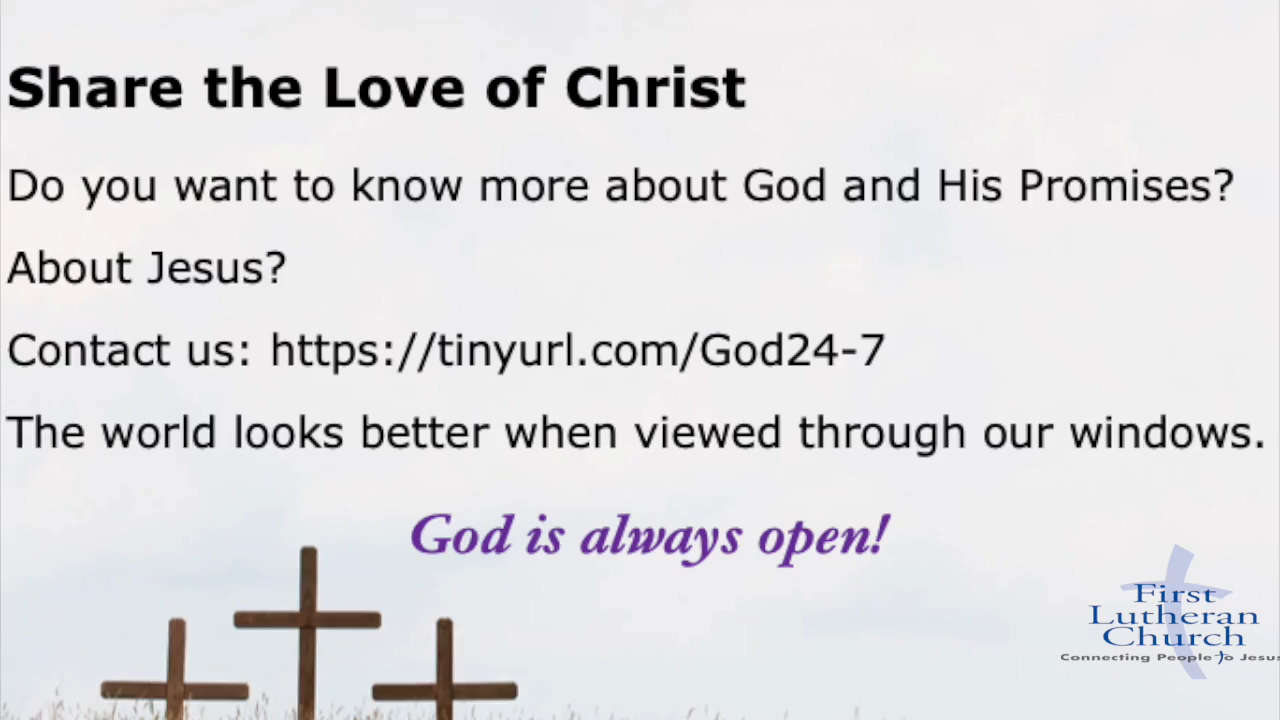 Share the Love of Christ
Do you want to know more about God and His Promises?
About Jesus?
Contact us: https://tinyurl.com/God24-7
The world looks better when viewed through our windows.
God is always open!
First
Lutheran
Church
Connecting People To Jesus